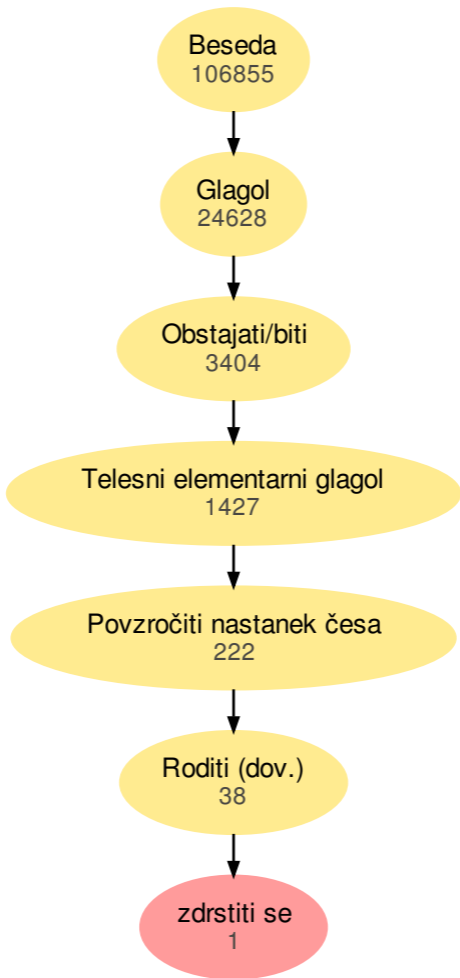 Beseda
106855
Glagol
24628
Obstajati/biti
3404
Telesni elementarni glagol
1427
Povzročiti nastanek česa
222
Roditi (dov.)
38
zdrstiti se
1